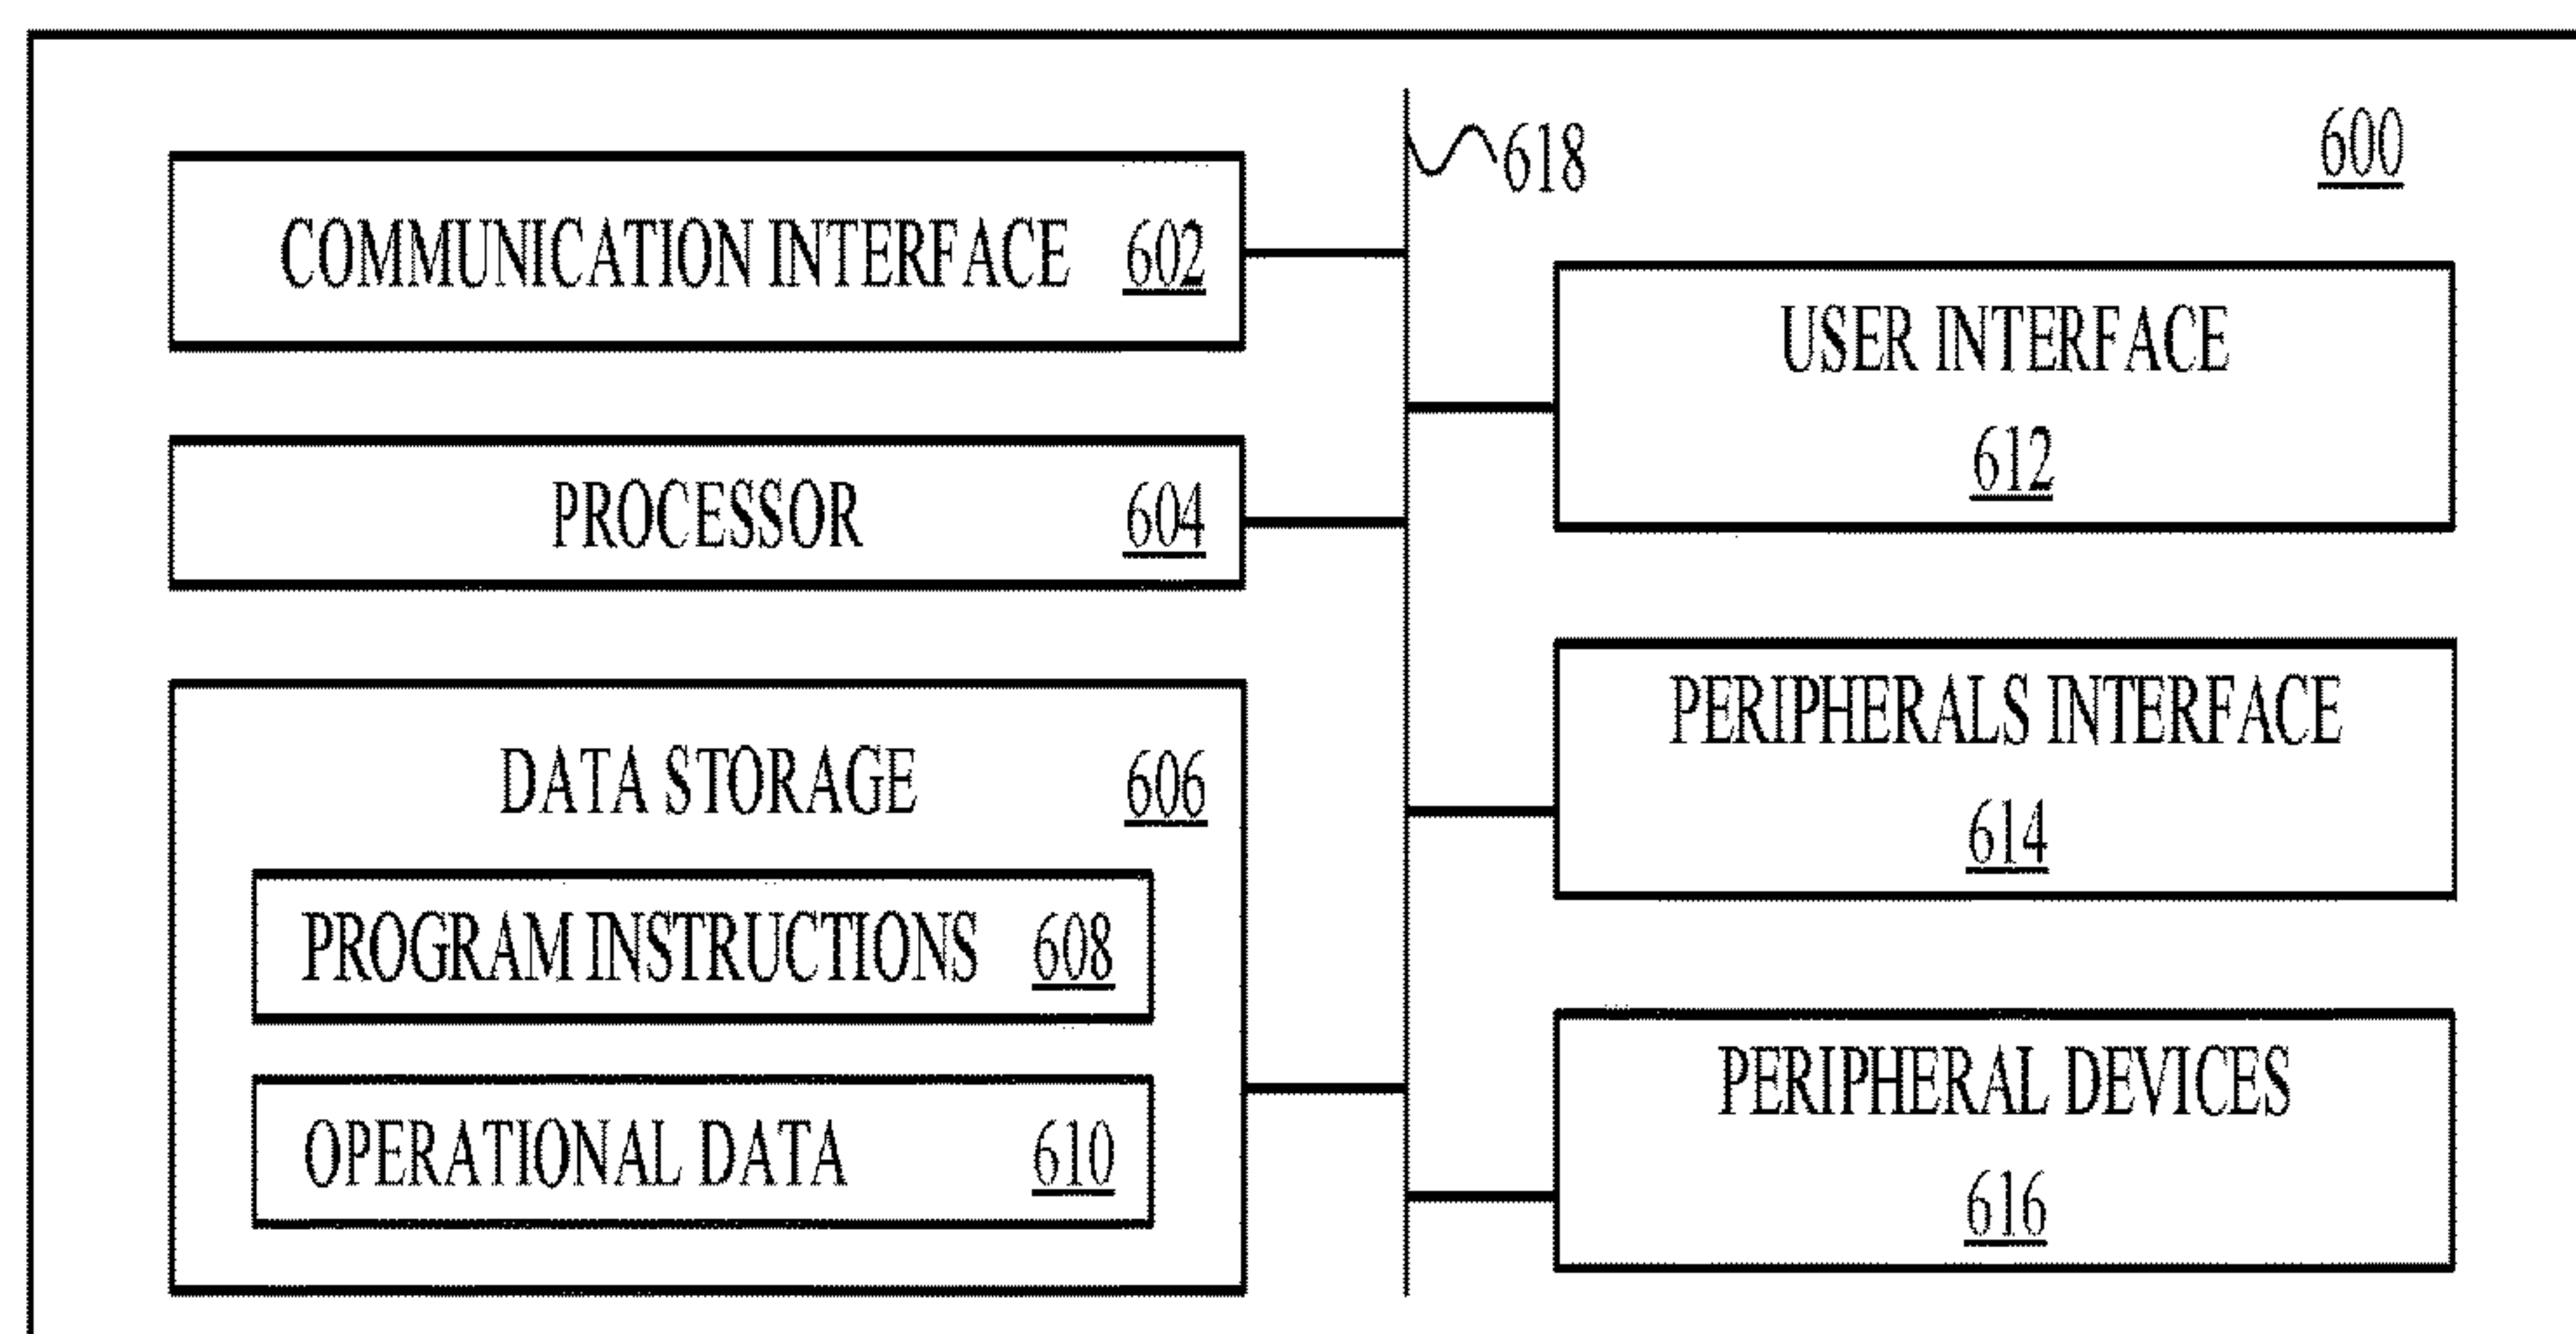 618
600
COMMUNICATION INTERFACE 602
USER INTERFACE
612
PROCESSOR 604
PERIPHERALS INTERFACE
614
DATA STORAGE 606
PROGRAM INSTRUCTIONS 608
OPERATIONAL DATA 610
PERIPHERAL DEVICES
616